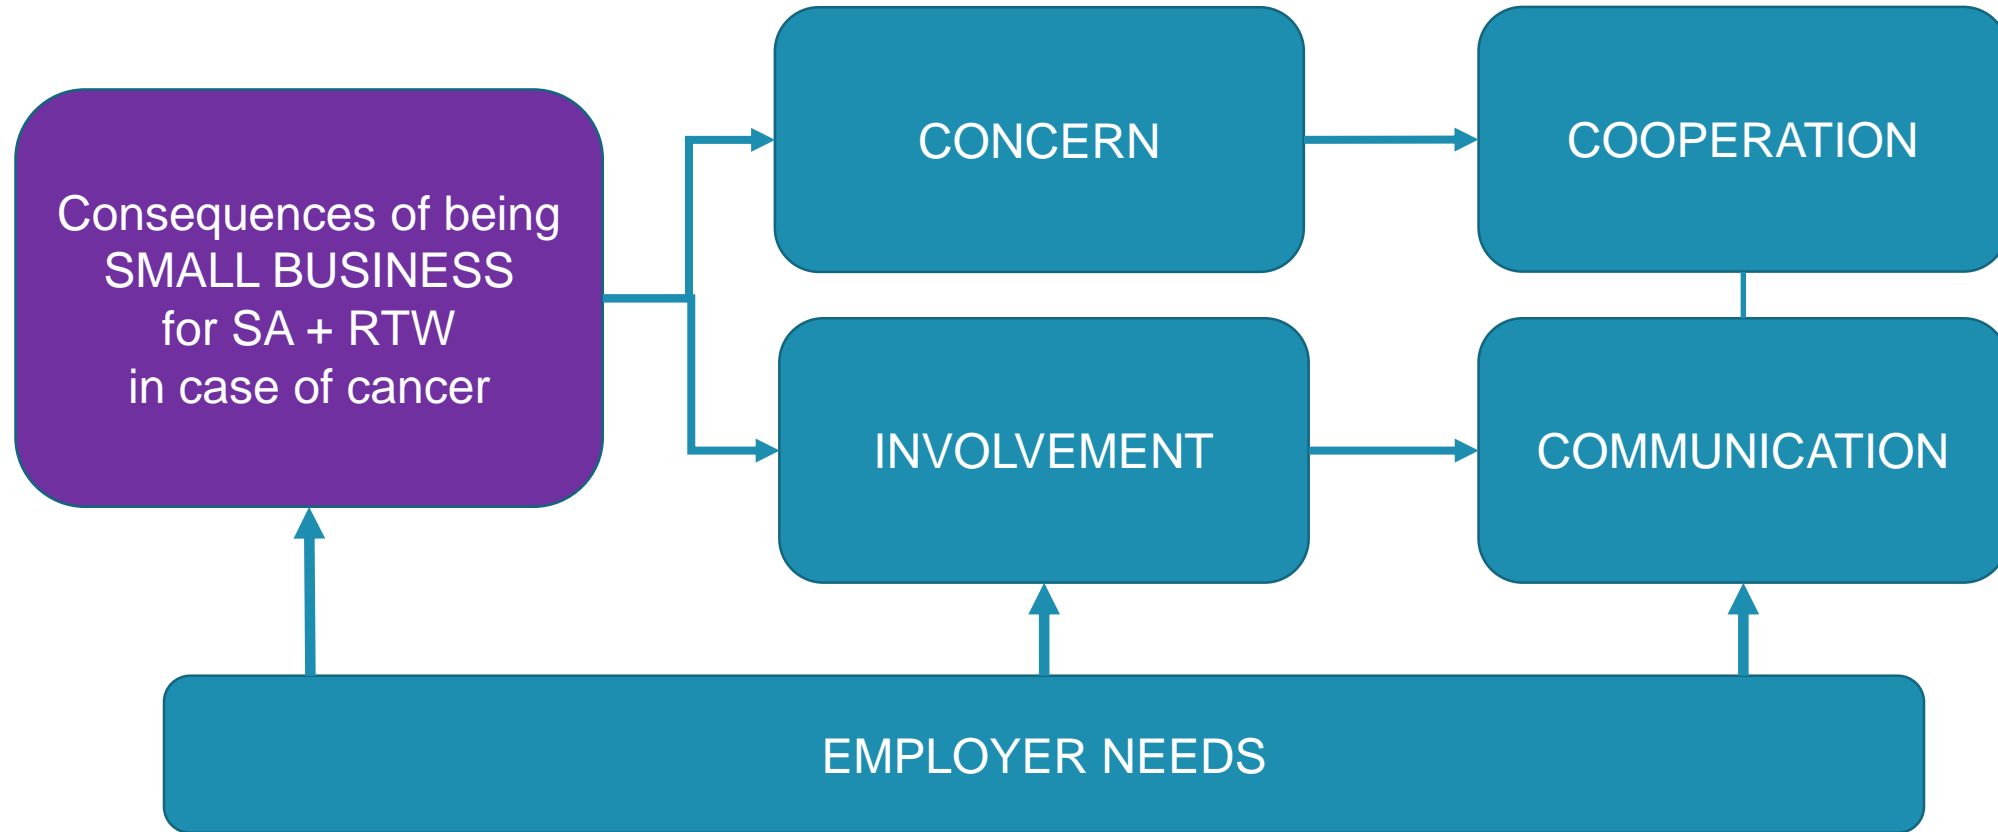 Consequences of being
SMALL BUSINESS
for SA + RTW
in case of cancer
CONCERN
COOPERATION
INVOLVEMENT
COMMUNICATION
EMPLOYER NEEDS